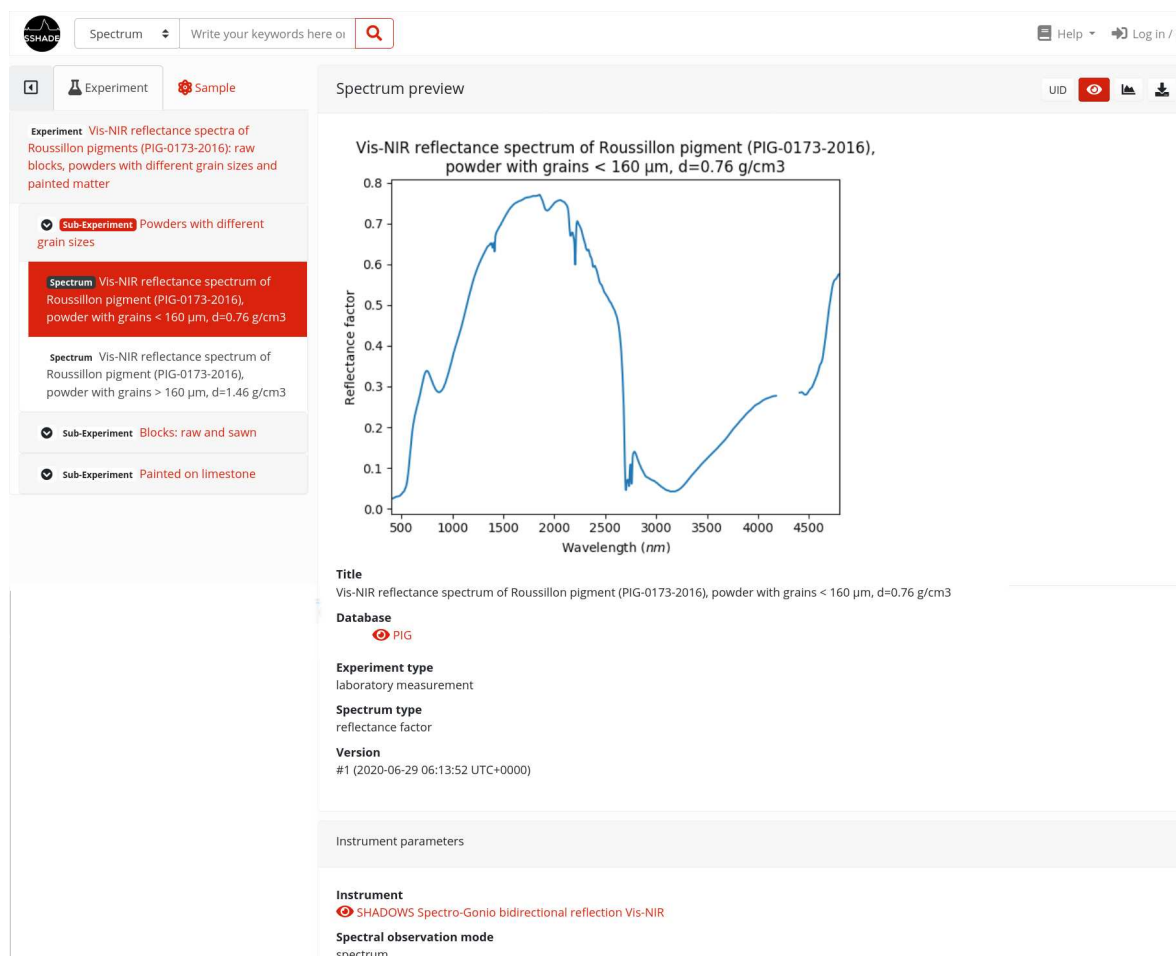 SSHADE
Spectrum
Write your keywords here or
Help
Log in /
Experiment
Sample
Experiment Vis-NIR reflectance spectra of
Roussillon pigments (PIG-0173-2016): raw
blocks, powders with different grain sizes and
painted matter
Sub-Experiment Powders with different
grain sizes
Spectrum Vis-NIR reflectance spectrum of
Roussillon pigment (PIG-0173-2016),
powder with grains < 160 μm, d=0.76 g/cm3
Spectrum Vis-NIR reflectance spectrum of
Roussillon pigment (PIG-0173-2016),
powder with grains > 160 μm, d=1.46 g/cm3
Sub-Experiment Blocks: raw and sawn
Sub-Experiment Painted on limestone
Spectrum preview
UID
Vis-NIR reflectance spectrum of Roussillon pigment (PIG-0173-2016),
powder with grains < 160 μm, d=0.76 g/cm3
Reflectance factor
0.8
0.7
0.6
0.5
0.4
0.3
0.2
0.1
0.0
500 1000 1500 2000 2500 3000 3500 4000 4500
Wavelength (nm)
Title
Vis-NIR reflectance spectrum of Roussillon pigment (PIG-0173-2016), powder with grains < 160 μm, d=0.76 g/cm3
Database
PIG
Experiment type
laboratory measurement
Spectrum type
reflectance factor
Version
#1 (2020-06-29 06:13:52 UTC+0000)
Instrument parameters
Instrument
SHADOWS Spectro-Gonio bidirectional reflection Vis-NIR
Spectral observation mode
spectrum